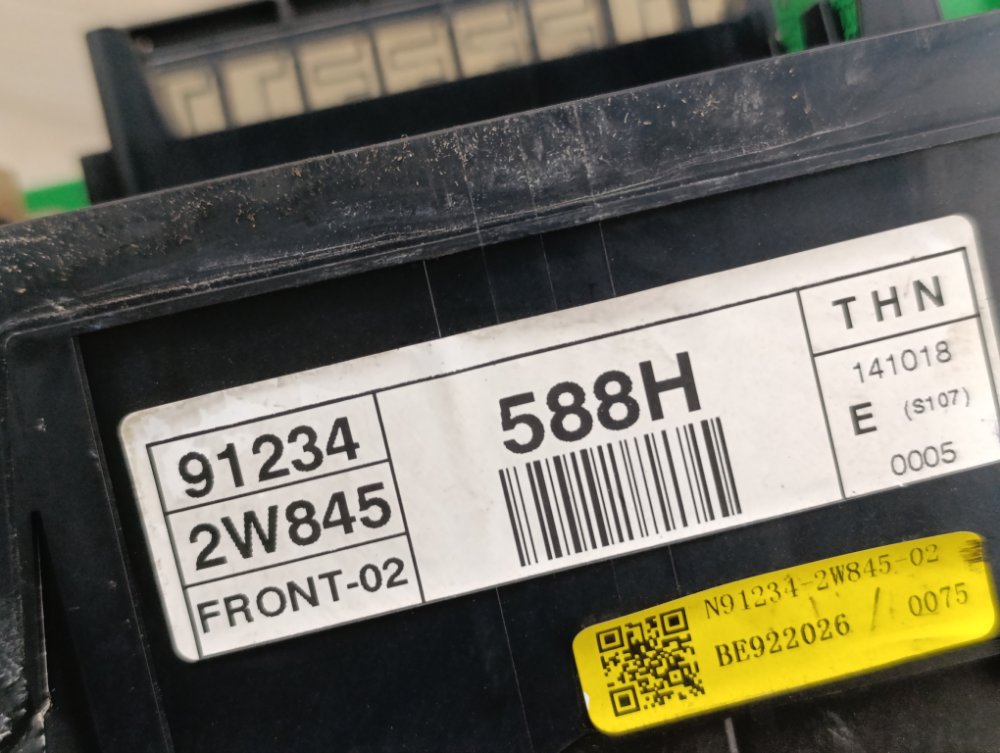 91234
2W845
FRONT-02
588H
THN
141018
E (S107)
0005
N91234-2W845-02
BE922026 / 0075